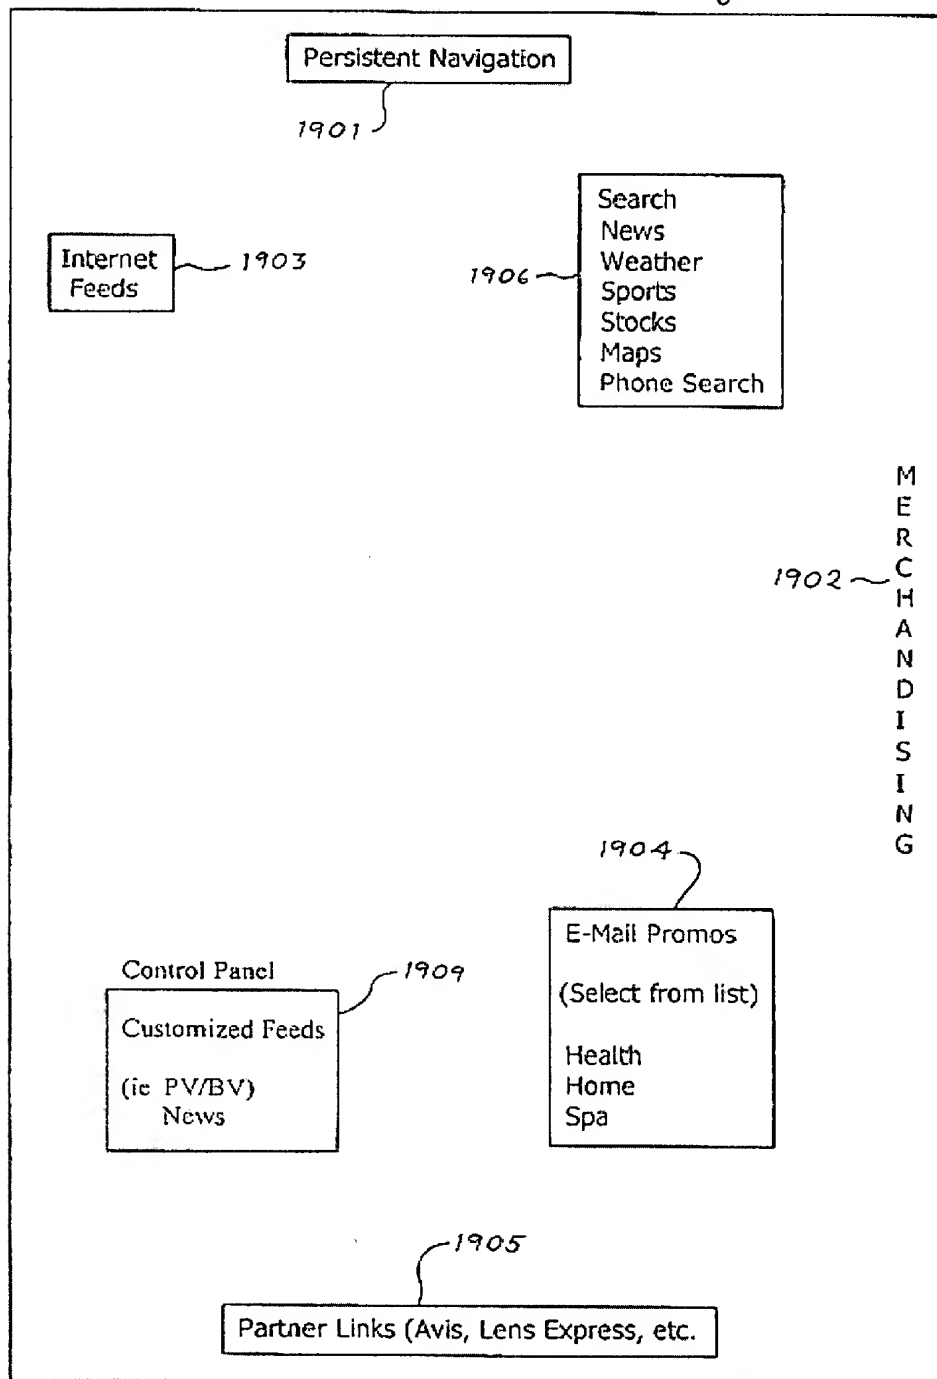 Persistent Navigation
1901
Internet
Feeds
1903
1906
Search
News
Weather
Sports
Stocks
Maps
Phone Search
1902
MERCHANDISING
1904
E-Mail Promos
(Select from list)
Health
Home
Spa
Control Panel
1909
Customized Feeds
(ie PV/BV)
News
1905
Partner Links (Avis, Lens Express, etc.